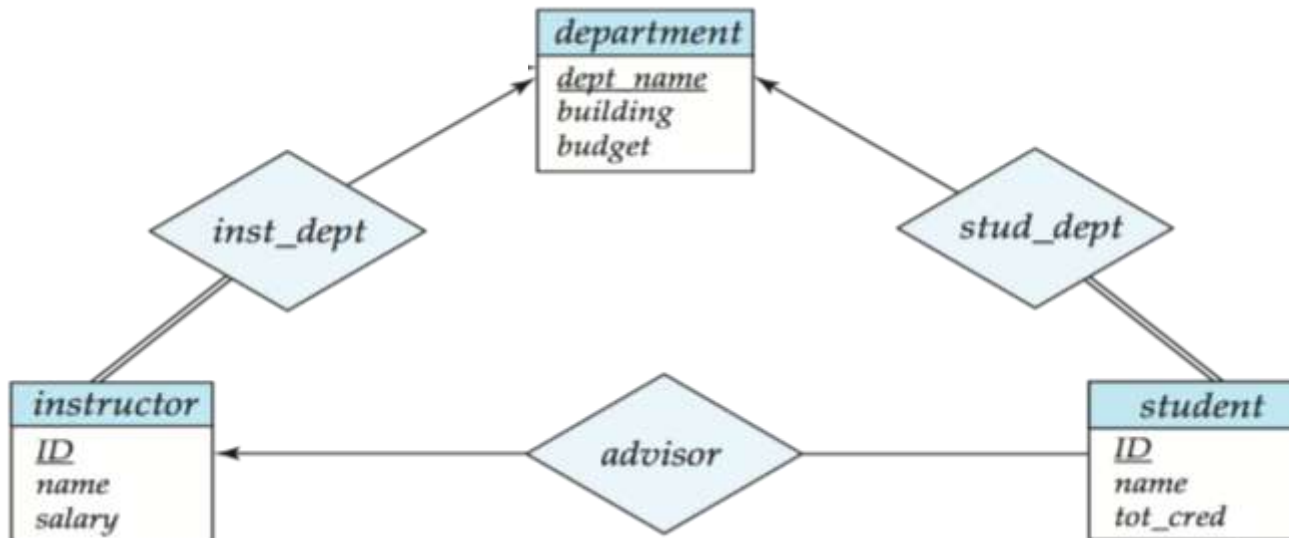 department
dept_name
building
budget
inst_dept
stud_dept
instructor
ID
name
salary
advisor
student
ID
name
tot_cred